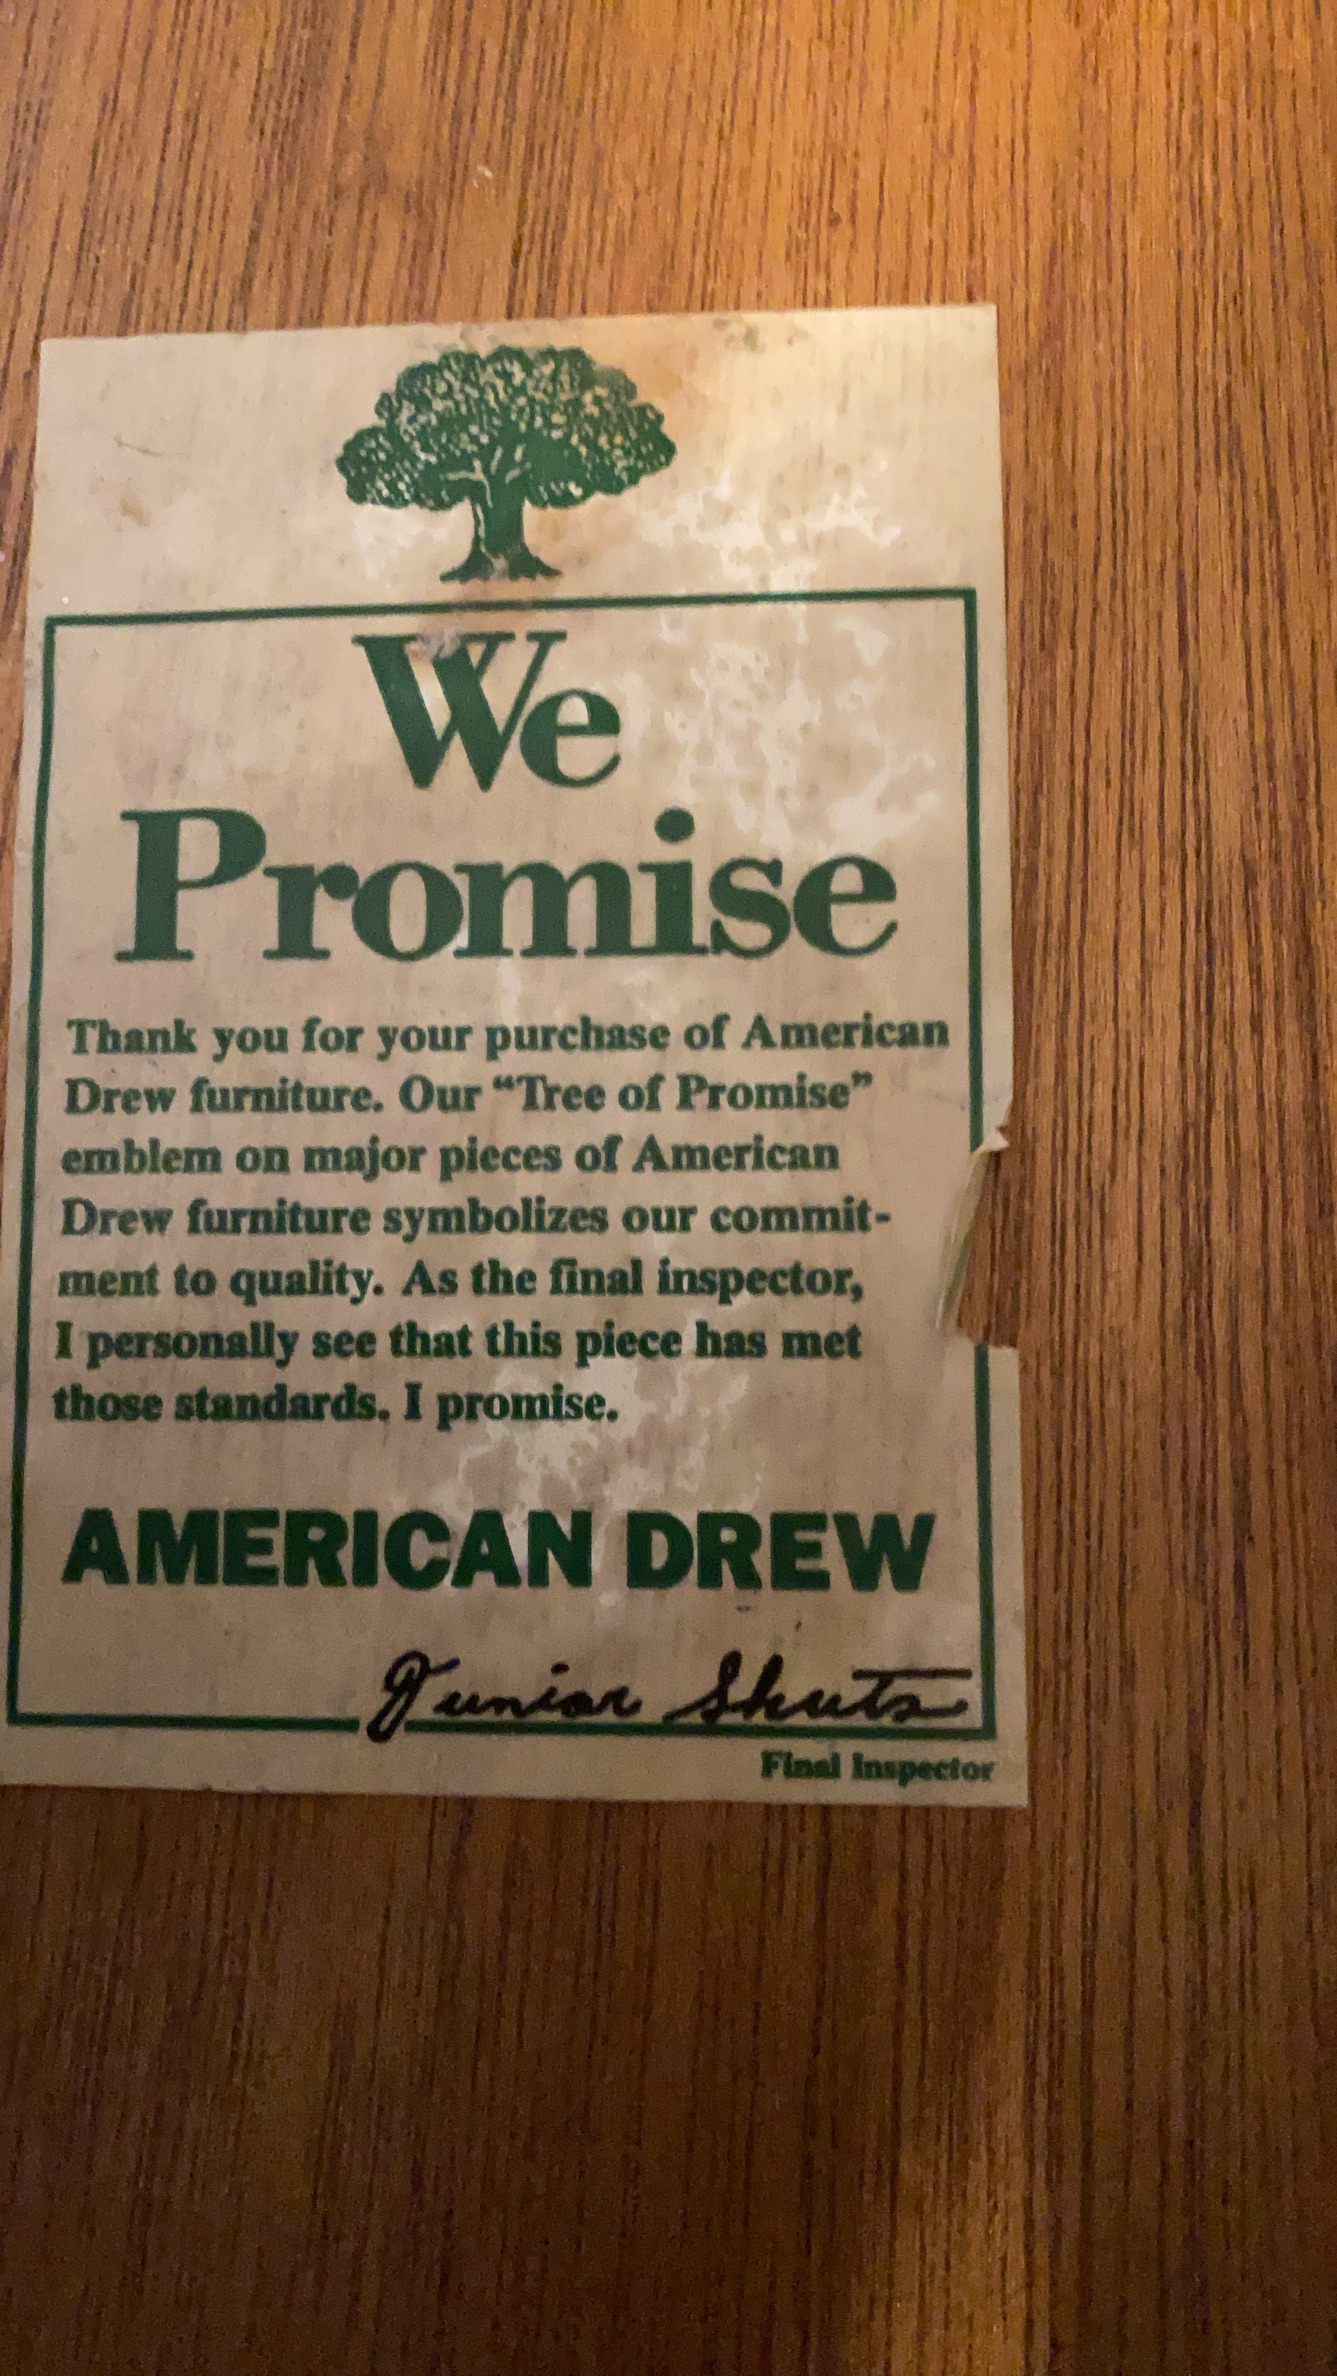 We
Promise
Thank you for your purchase of American
Drew furniture. Our “Tree of Promise”
emblem on major pieces of American
Drew furniture symbolizes our commit-
ment to quality. As the final inspector,
I personally see that this piece has met
those standards. I promise.
AMERICAN DREW
Junior Shuts
Final Inspector